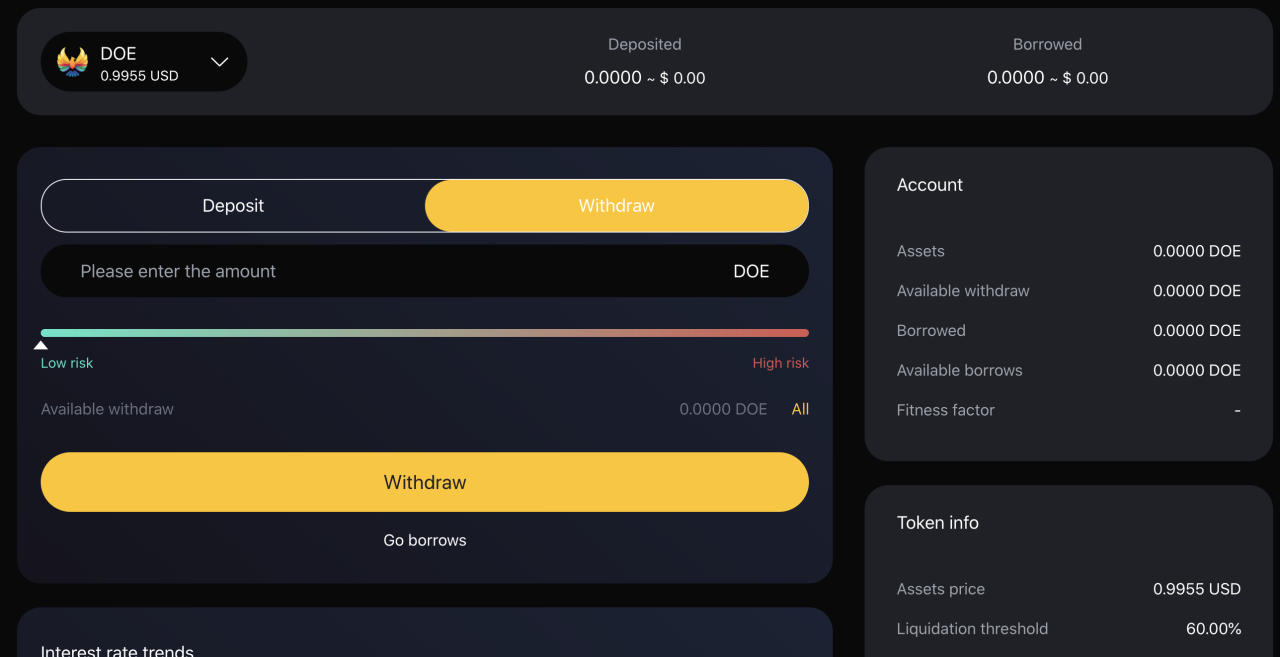 DOE
0.9955 USD
Deposited
0.0000 ~ $ 0.00
Borrowed
0.0000 ~ $ 0.00
Deposit
Withdraw
Please enter the amount
DOE
Low risk
High risk
Available withdraw
0.0000 DOE
All
Withdraw
Go borrows
Interest rate trends
Account
Assets
0.0000 DOE
Available withdraw
0.0000 DOE
Borrowed
0.0000 DOE
Available borrows
0.0000 DOE
Fitness factor
-
Token info
Assets price
0.9955 USD
Liquidation threshold
60.00%